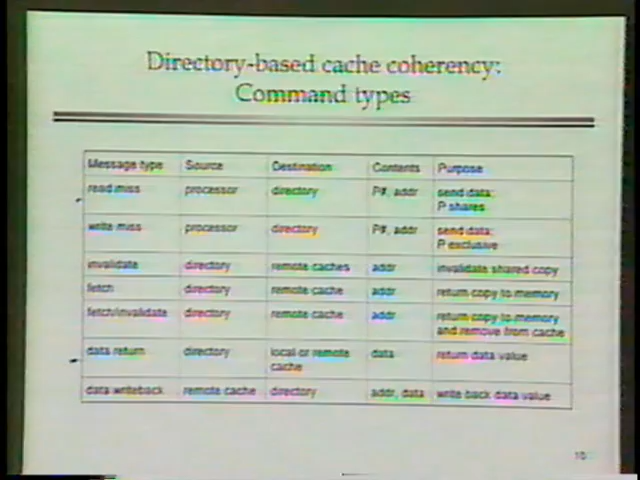 Directory-based cache coherency:
Command types
Message type Source Destination Contents Purpose
read miss processor directory P#, addr send data;
P shares
write miss processor directory P#, addr send data;
P exclusive
invalidate directory remote caches addr invalidate shared copy
fetch directory remote cache addr return copy to memory
fetch/invalidate directory remote cache addr return copy to memory
and remove from cache
data return directory local or remote data return data value
cache
data writeback remote cache directory addr, data write back data value
10